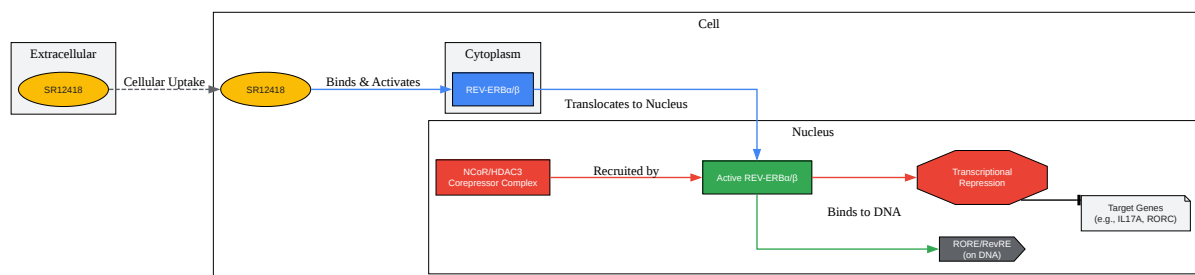 Cell
Extracellular
SR12418
Cellular Uptake
SR12418
Binds & Activates
Cytoplasm
REV-ERBα/β
Translocates to Nucleus
Nucleus
NCoR/HDAC3
Corepressor Complex
Recruited by
Active REV-ERBα/β
Transcriptional
Repression
Binds to DNA
Target Genes
(e.g., IL17A, RORC)
RORE/RevRE
(on DNA)